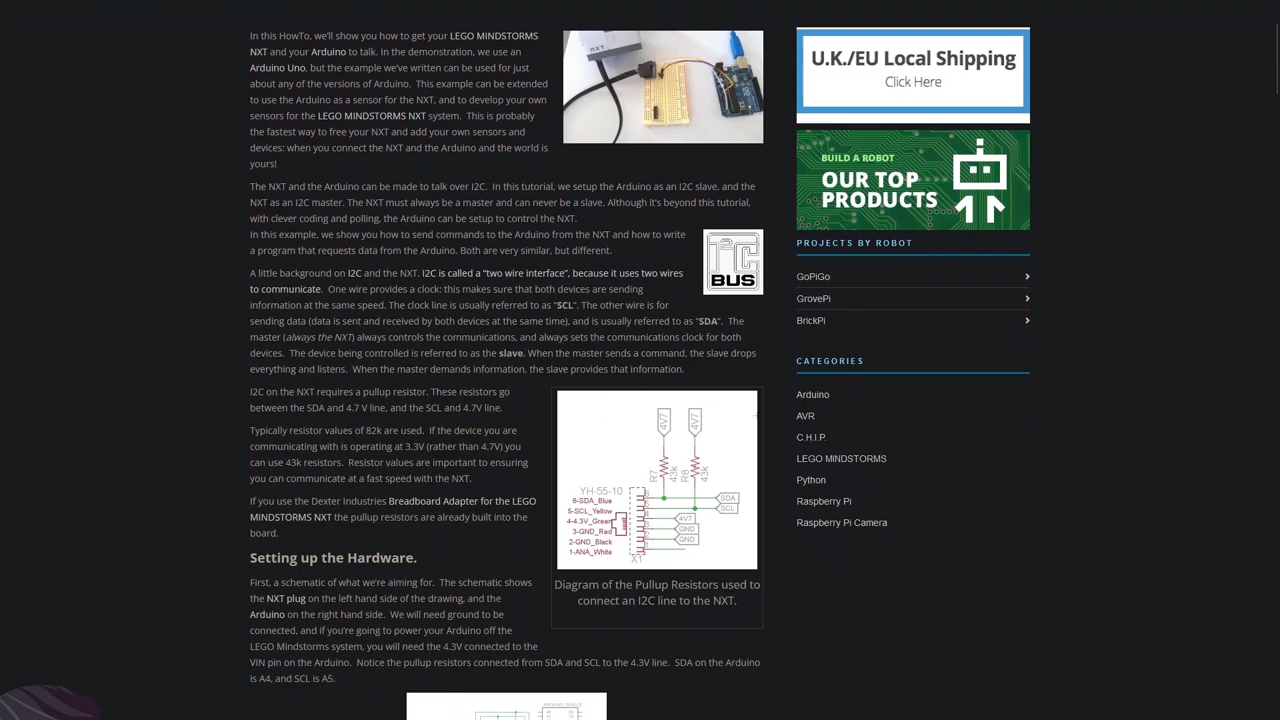 In this HowTo, we'll show you how to get your LEGO MINDSTORMS
NXT and your Arduino to talk. In the demonstration, we use an
Arduino Uno, but the example we've written can be used for just
about any of the versions of Arduino.  This example can be extended
to use the Arduino as a sensor for the NXT, and to develop your own
sensors for the LEGO MINDSTORMS NXT system.  This is probably
the fastest way to free your NXT and add your own sensors and
devices: when you connect the NXT and the Arduino and the world is
yours!
The NXT and the Arduino can be made to talk over I2C.  In this tutorial, we setup the Arduino as an I2C slave, and the
NXT as an I2C master. The NXT must always be a master and can never be a slave. Although it's beyond this tutorial,
with clever coding and polling, the Arduino can be setup to control the NXT.
In this example, we show you how to send commands to the Arduino from the NXT and how to write
a program that requests data from the Arduino. Both are very similar, but different.
I2C
BUS
A little background on I2C and the NXT. I2C is called a "two wire interface", because it uses two wires
to communicate.  One wire provides a clock: this makes sure that both devices are sending
information at the same speed. The clock line is usually referred to as "SCL". The other wire is for
sending data (data is sent and received by both devices at the same time), and is usually referred to as "SDA".  The
master (always the NXT) always controls the communications, and always sets the communications clock for both
devices.  The device being controlled is referred to as the slave. When the master sends a command, the slave drops
everything and listens.  When the master demands information, the slave provides that information.
I2C on the NXT requires a pullup resistor. These resistors go
between the SDA and 4.7 V line, and the SCL and 4.7V line.
Typically resistor values of 82k are used.  If the device you are
communicating with is operating at 3.3V (rather than 4.7V) you
can use 43k resistors.  Resistor values are important to ensuring
you can communicate at a fast speed with the NXT.
If you use the Dexter Industries Breadboard Adapter for the LEGO
MINDSTORMS NXT the pullup resistors are already built into the
board.
4V7 4V7
R7 43k R8 43k
YH-55-10
6-SDA_Blue
5-SCL_Yellow
4-4.3V_Green
3-GND_Red
2-GND_Black
1-ANA_White
X1
SDA
SCL
4V7
GND
GND
Diagram of the Pullup Resistors used to
connect an I2C line to the NXT.
Setting up the Hardware.
First, a schematic of what we're aiming for.  The schematic shows
the NXT plug on the left hand side of the drawing, and the
Arduino on the right hand side.  We will need ground to be
connected, and if you're going to power your Arduino off the
LEGO Mindstorms system, you will need the 4.3V connected to the
VIN pin on the Arduino.  Notice the pullup resistors connected from SDA and SCL to the 4.3V line.  SDA on the Arduino
is A4, and SCL is A5.
U.K./EU Local Shipping
Click Here
BUILD A ROBOT
OUR TOP
PRODUCTS
PROJECTS BY ROBOT
GoPiGo
GrovePi
BrickPi
CATEGORIES
Arduino
AVR
C.H.I.P.
LEGO MINDSTORMS
Python
Raspberry Pi
Raspberry Pi Camera